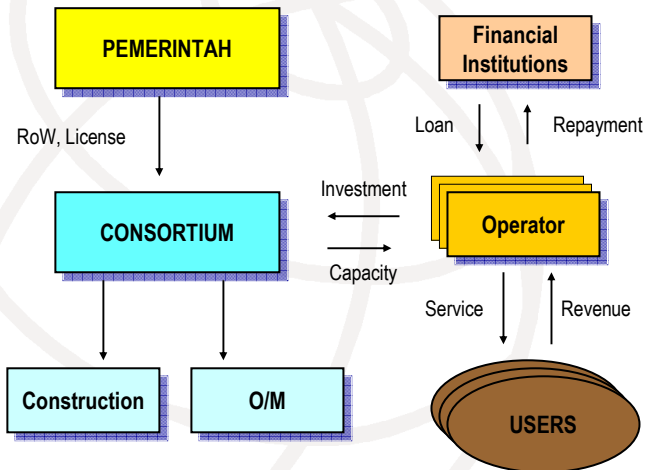 PEMERINTAH
Financial
Institutions
RoW, License
Loan
Repayment
Investment
CONSORTIUM
Operator
Capacity
Service
Revenue
Construction
O/M
USERS